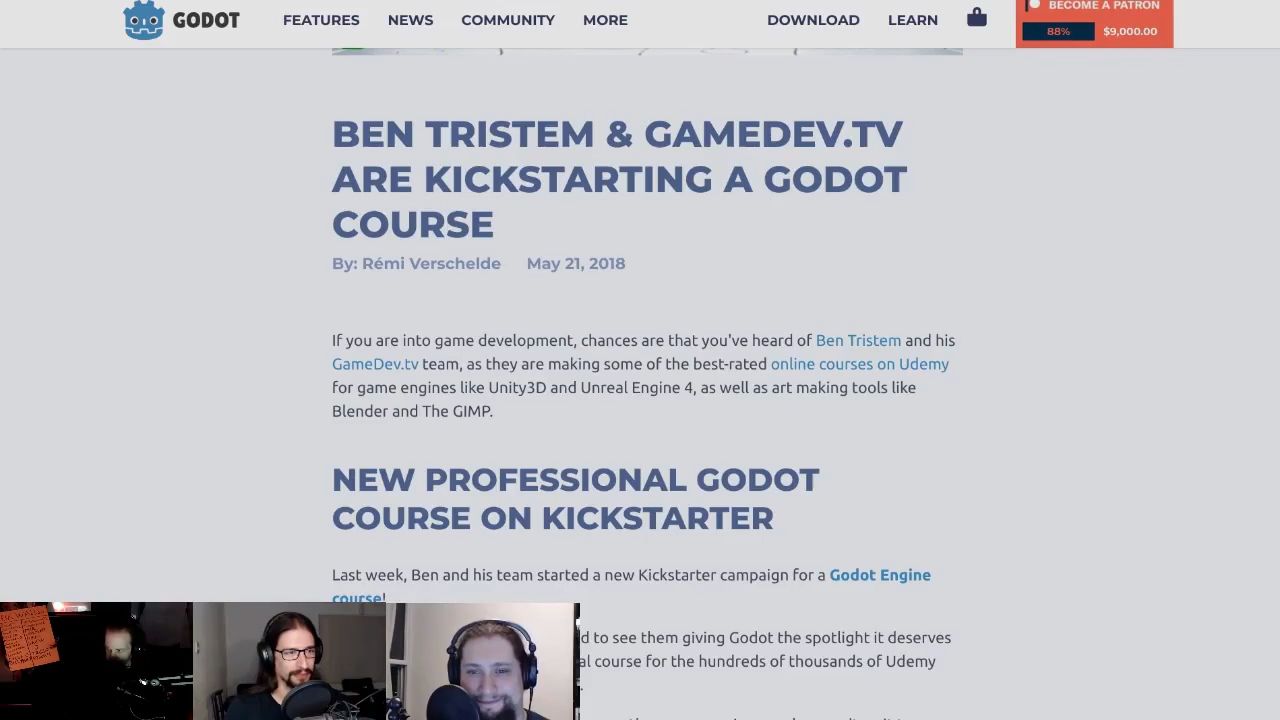 GODOT
FEATURES NEWS COMMUNITY MORE DOWNLOAD LEARN
BECOME A PATRON
88% $9,000.00
BEN TRISTEM & GAMEDEV.TV
ARE KICKSTARTING A GODOT
COURSE
By: Rémi Verschelde May 21, 2018
If you are into game development, chances are that you've heard of Ben Tristem and his
GameDev.tv team, as they are making some of the best-rated online courses on Udemy
for game engines like Unity3D and Unreal Engine 4, as well as art making tools like
Blender and The GIMP.
NEW PROFESSIONAL GODOT
COURSE ON KICKSTARTER
Last week, Ben and his team started a new Kickstarter campaign for a Godot Engine
course!
d to see them giving Godot the spotlight it deserves
al course for the hundreds of thousands of Udemy